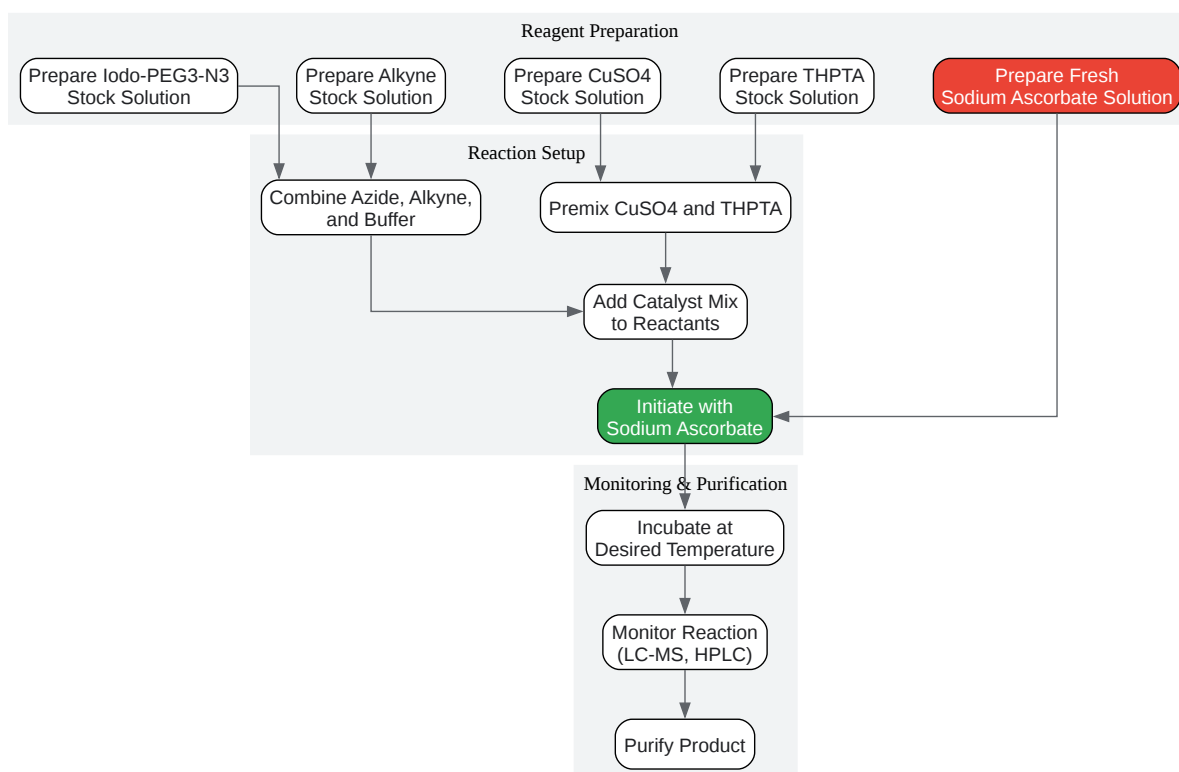 Reagent Preparation
Prepare Iodo-PEG3-N3
Stock Solution
Prepare Alkyne
Stock Solution
Prepare CuSO4
Stock Solution
Prepare THPTA
Stock Solution
Prepare Fresh
Sodium Ascorbate Solution
Reaction Setup
Combine Azide, Alkyne,
and Buffer
Premix CuSO4 and THPTA
Add Catalyst Mix
to Reactants
Initiate with
Sodium Ascorbate
Monitoring & Purification
Incubate at
Desired Temperature
Monitor Reaction
(LC-MS, HPLC)
Purify Product